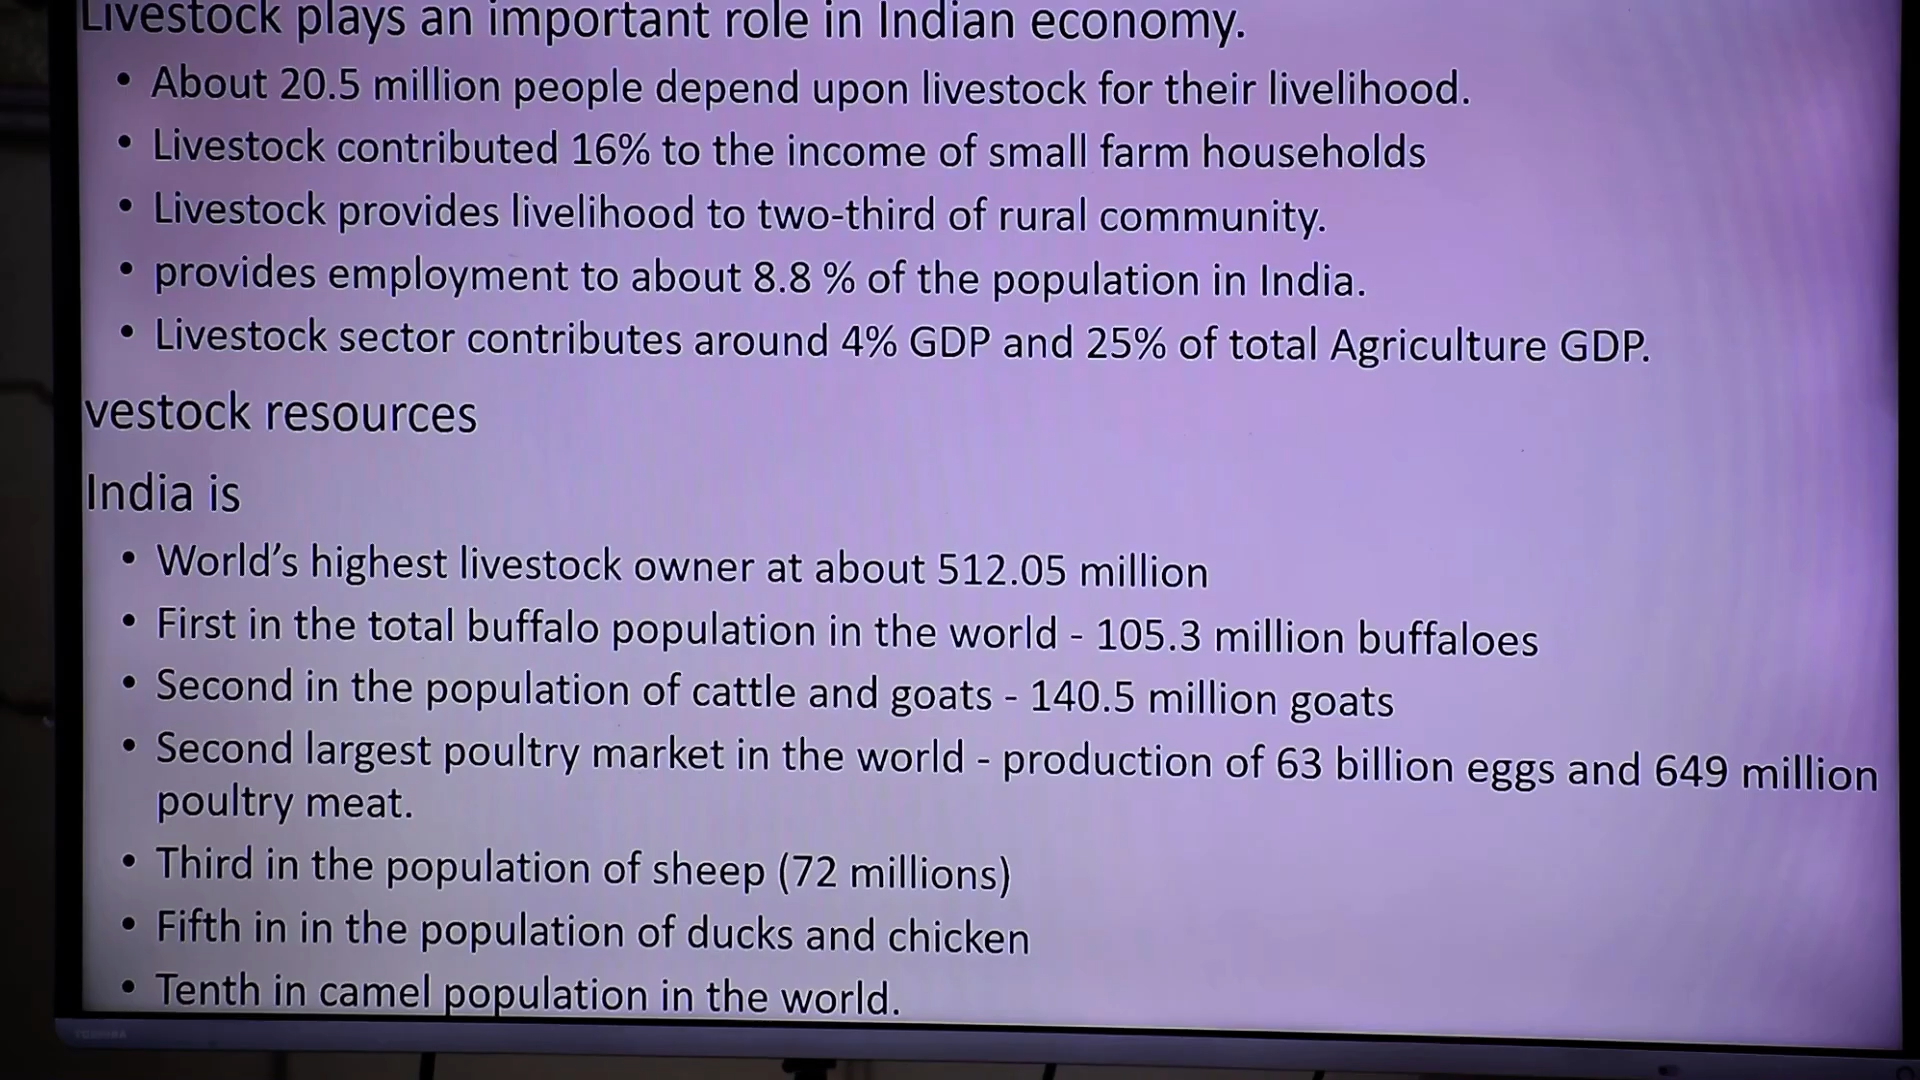 Livestock plays an important role in Indian economy.
• About 20.5 million people depend upon livestock for their livelihood.
• Livestock contributed 16% to the income of small farm households
• Livestock provides livelihood to two-third of rural community.
• provides employment to about 8.8 % of the population in India.
• Livestock sector contributes around 4% GDP and 25% of total Agriculture GDP.
vestock resources
India is
• World’s highest livestock owner at about 512.05 million
• First in the total buffalo population in the world - 105.3 million buffaloes
• Second in the population of cattle and goats - 140.5 million goats
• Second largest poultry market in the world - production of 63 billion eggs and 649 million
poultry meat.
• Third in the population of sheep (72 millions)
• Fifth in in the population of ducks and chicken
• Tenth in camel population in the world.
TOSHIBA